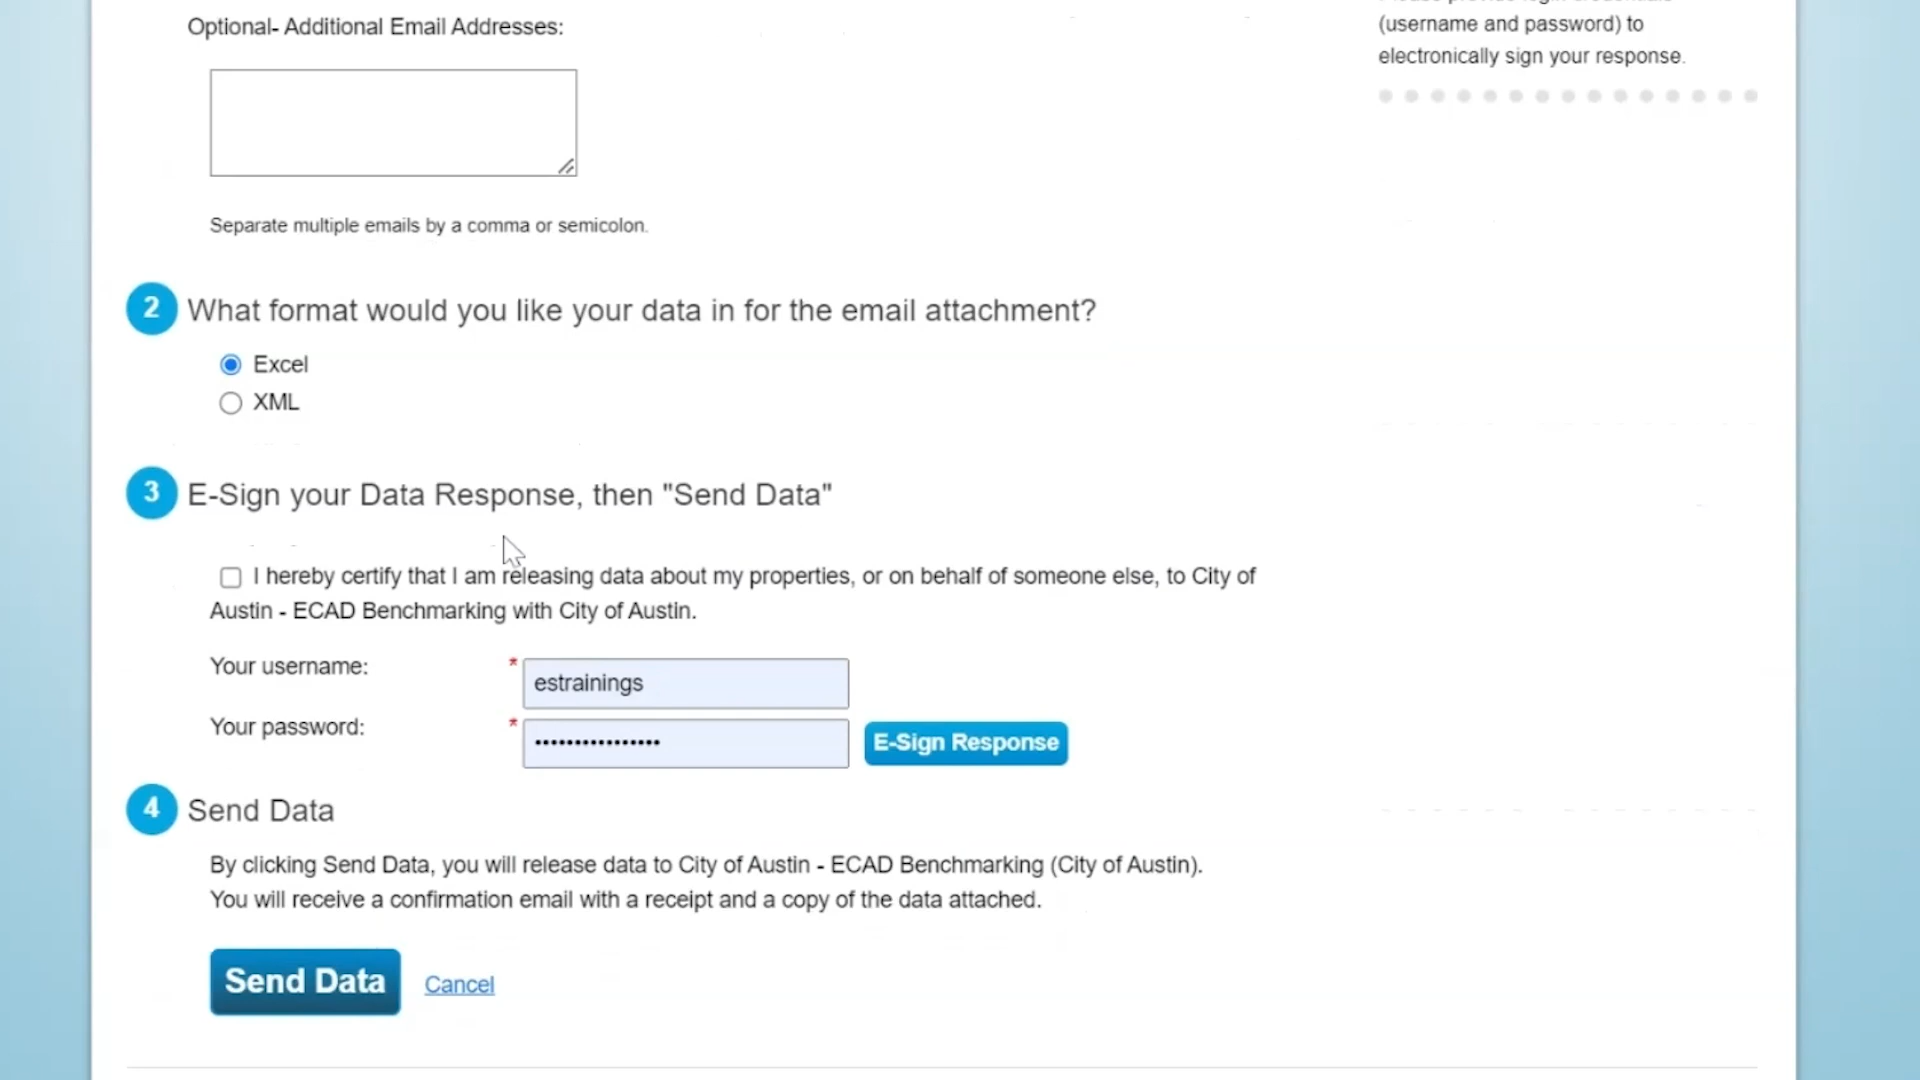 Optional- Additional Email Addresses:
(username and password) to
electronically sign your response.
Separate multiple emails by a comma or semicolon.
2 What format would you like your data in for the email attachment?
Excel
XML
3 E-Sign your Data Response, then "Send Data"
I hereby certify that I am releasing data about my properties, or on behalf of someone else, to City of
Austin - ECAD Benchmarking with City of Austin.
Your username: * estrainings
Your password: * ••••••••••••••••
E-Sign Response
4 Send Data
By clicking Send Data, you will release data to City of Austin - ECAD Benchmarking (City of Austin).
You will receive a confirmation email with a receipt and a copy of the data attached.
Send Data Cancel